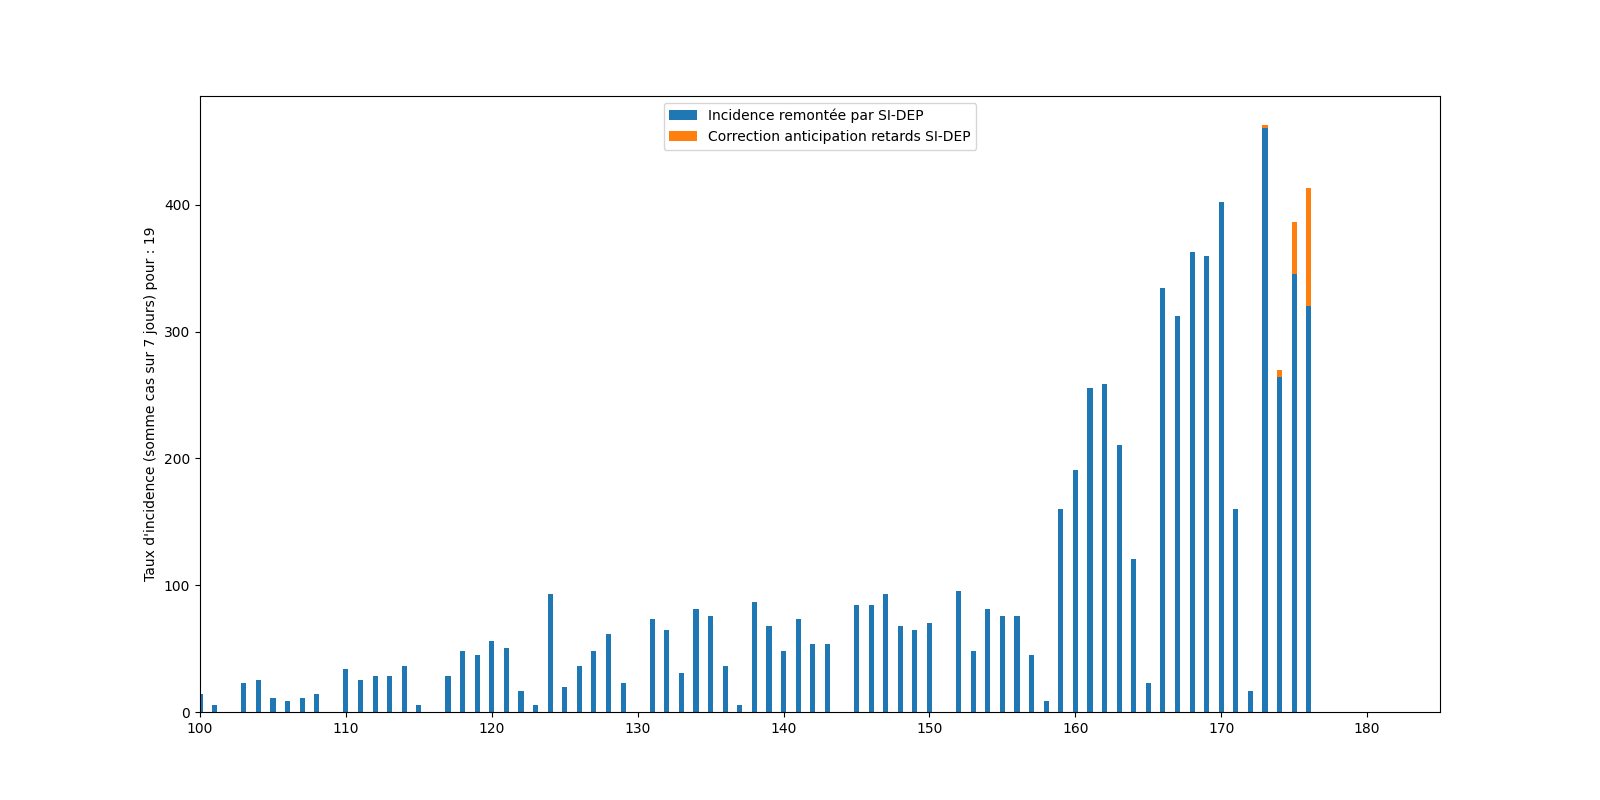 Incidence remontée par SI-DEP
Correction anticipation retards SI-DEP
Taux d'incidence (somme cas sur 7 jours) pour : 19
400
300
200
100
0
100 110 120 130 140 150 160 170 180